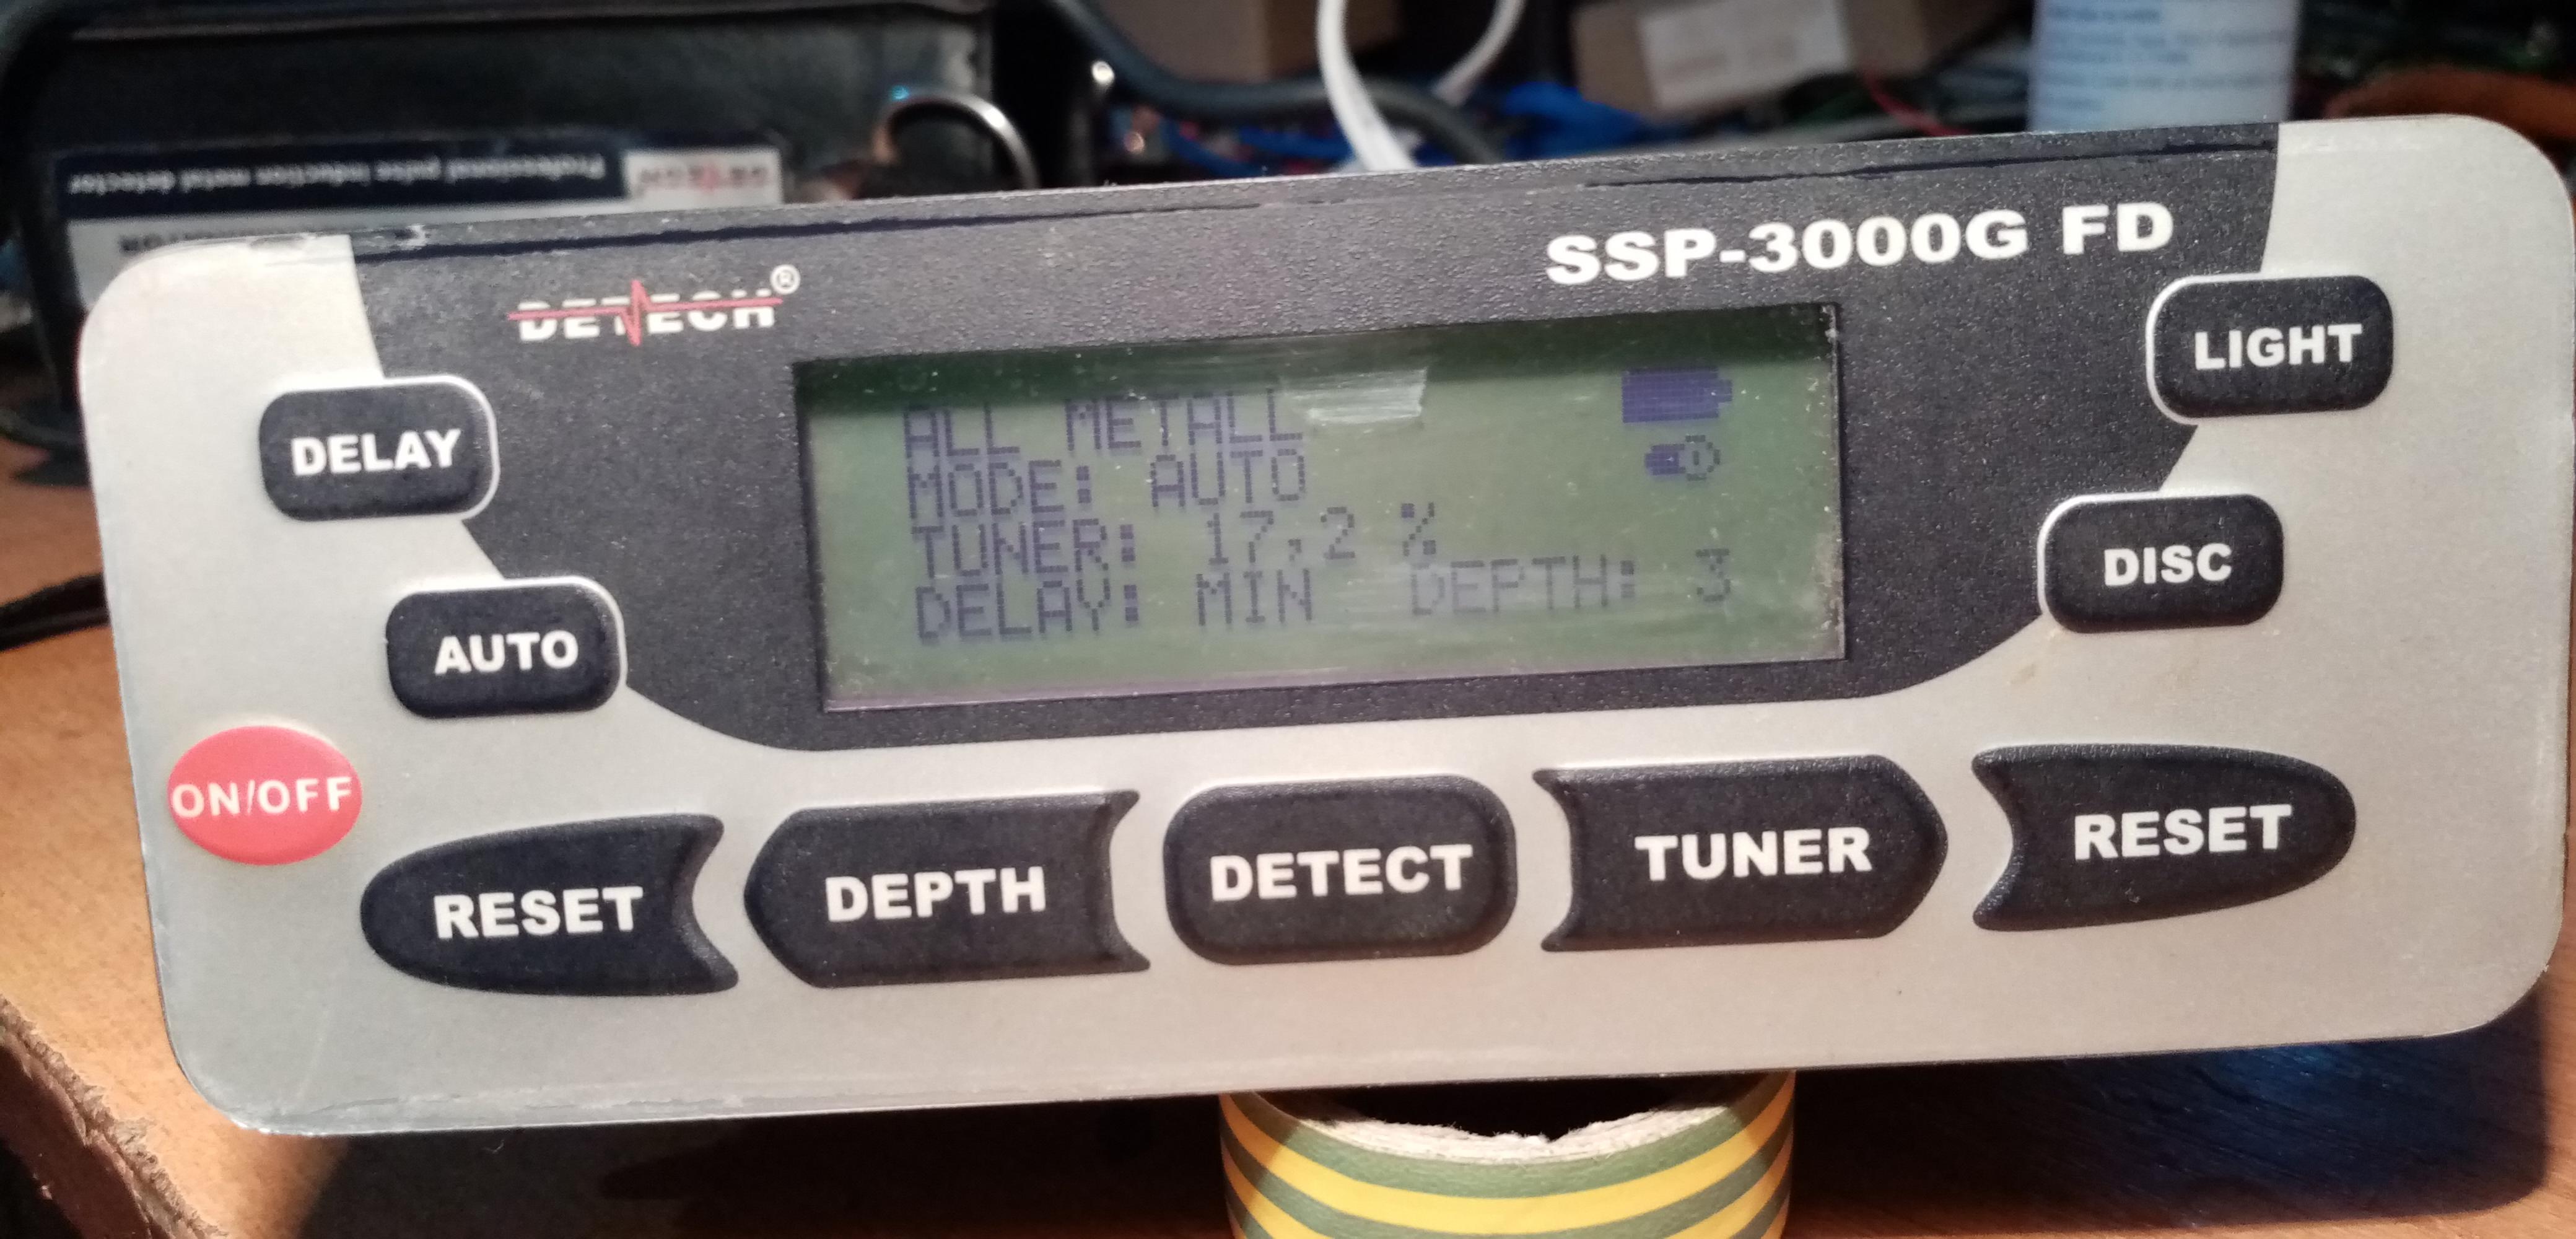 Professional pulse induction metal detector
DETECH
SSP-3000G FD
DETECH®
LIGHT
DELAY
ALL METALL
MODE: AUTO
TUNER: 17,2 %
DELAY: MIN DEPTH: 3
DISC
AUTO
ON/OFF
RESET
DEPTH
DETECT
TUNER
RESET